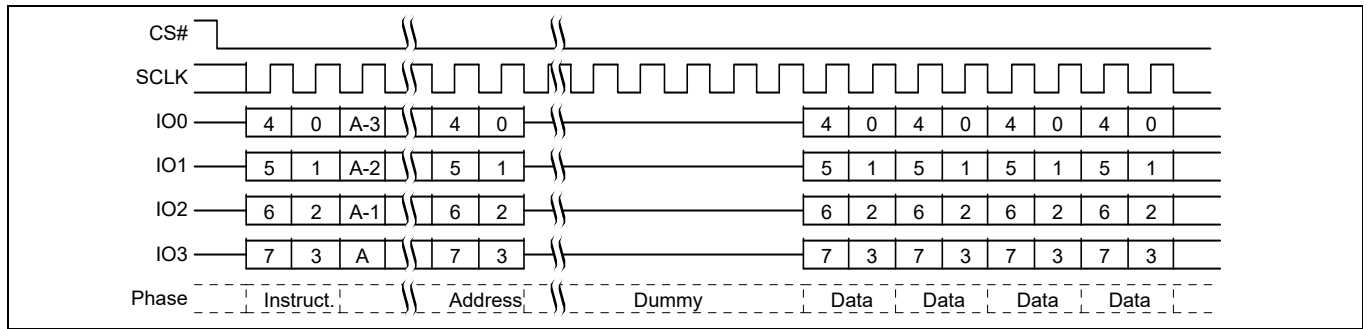 CS#
SCLK
IO0 4 0 A-3 4 0 4 0 4 0 4 0 4 0
IO1 5 1 A-2 5 1 5 1 5 1 5 1 5 1
IO2 6 2 A-1 6 2 6 2 6 2 6 2 6 2
IO3 7 3 A 7 3 7 3 7 3 7 3 7 3
Phase Instruct. Address Dummy Data Data Data Data